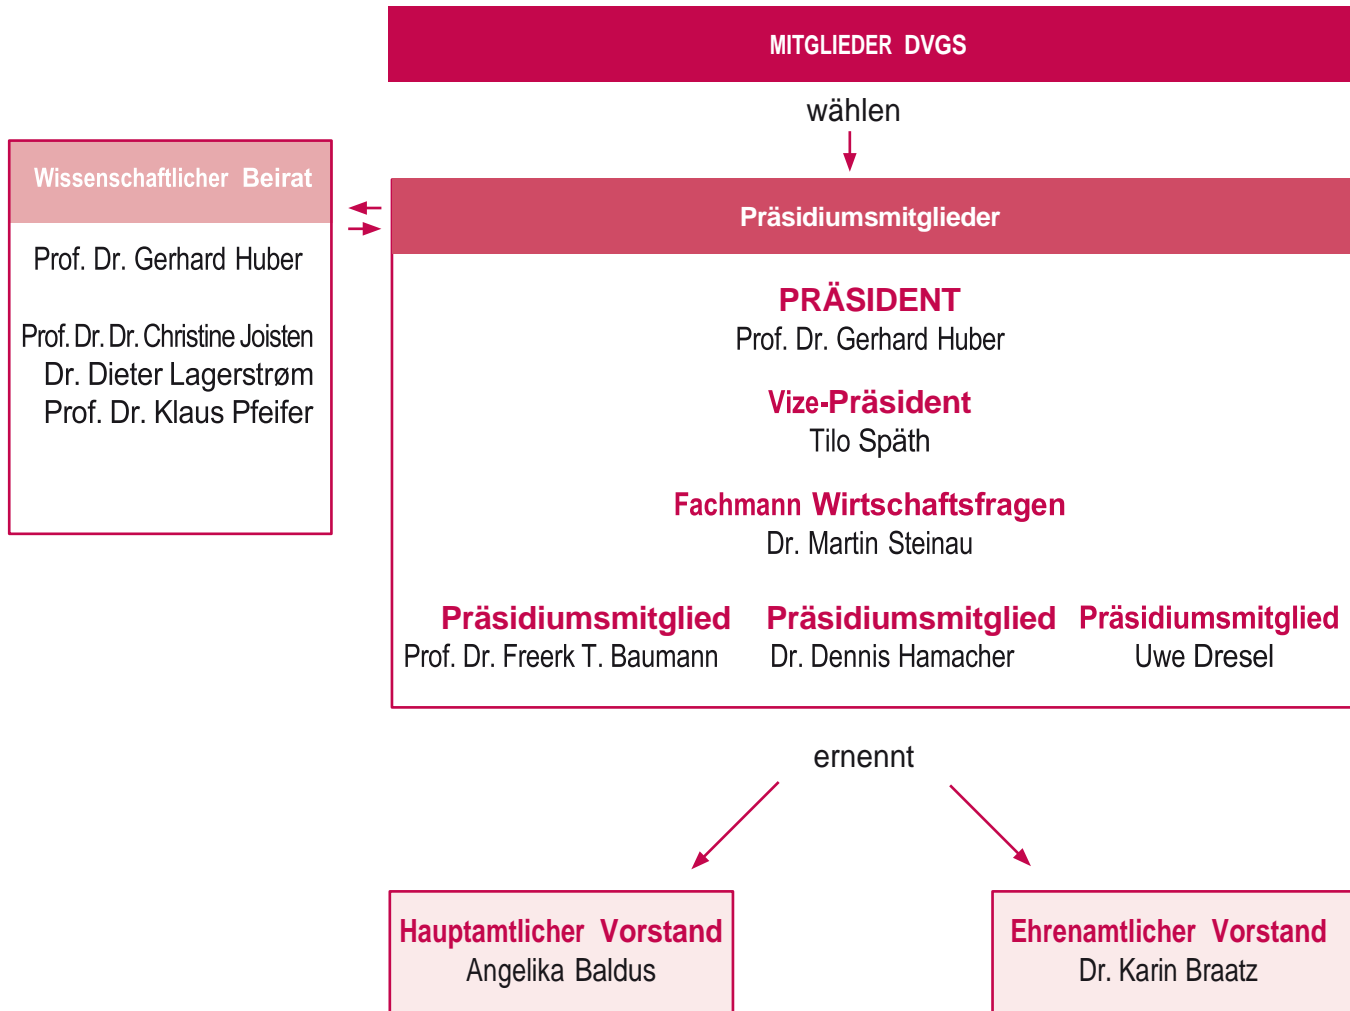 MITGLIEDER DVGS
wählen
Wissenschaftlicher Beirat
Prof. Dr. Gerhard Huber
Prof. Dr. Dr. Christine Joisten
Dr. Dieter Lagerstrøm
Prof. Dr. Klaus Pfeifer
Präsidiumsmitglieder
PRÄSIDENT
Prof. Dr. Gerhard Huber
Vize-Präsident
Tilo Späth
Fachmann Wirtschaftsfragen
Dr. Martin Steinau
Präsidiumsmitglied Präsidiumsmitglied Präsidiumsmitglied
Prof. Dr. Freerk T. Baumann Dr. Dennis Hamacher Uwe Dresel
ernennt
Hauptamtlicher Vorstand
Angelika Baldus
Ehrenamtlicher Vorstand
Dr. Karin Braatz